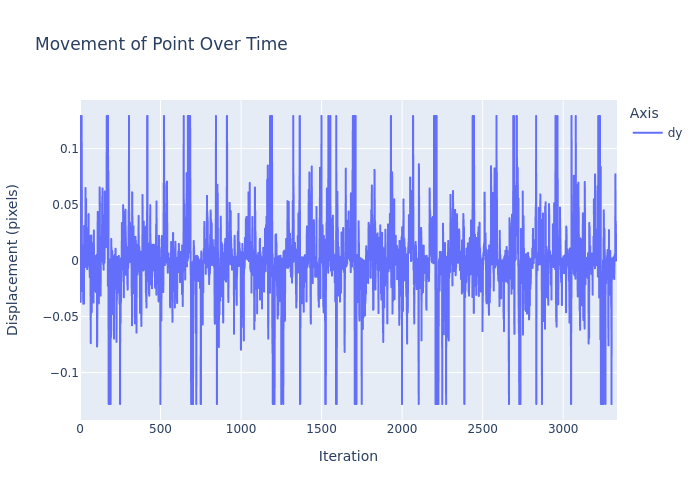 Movement of Point Over Time
Axis
dy
Displacement (pixels)
0.1
0.05
0
−0.05
−0.1
0
500
1000
1500
2000
2500
3000
Iteration